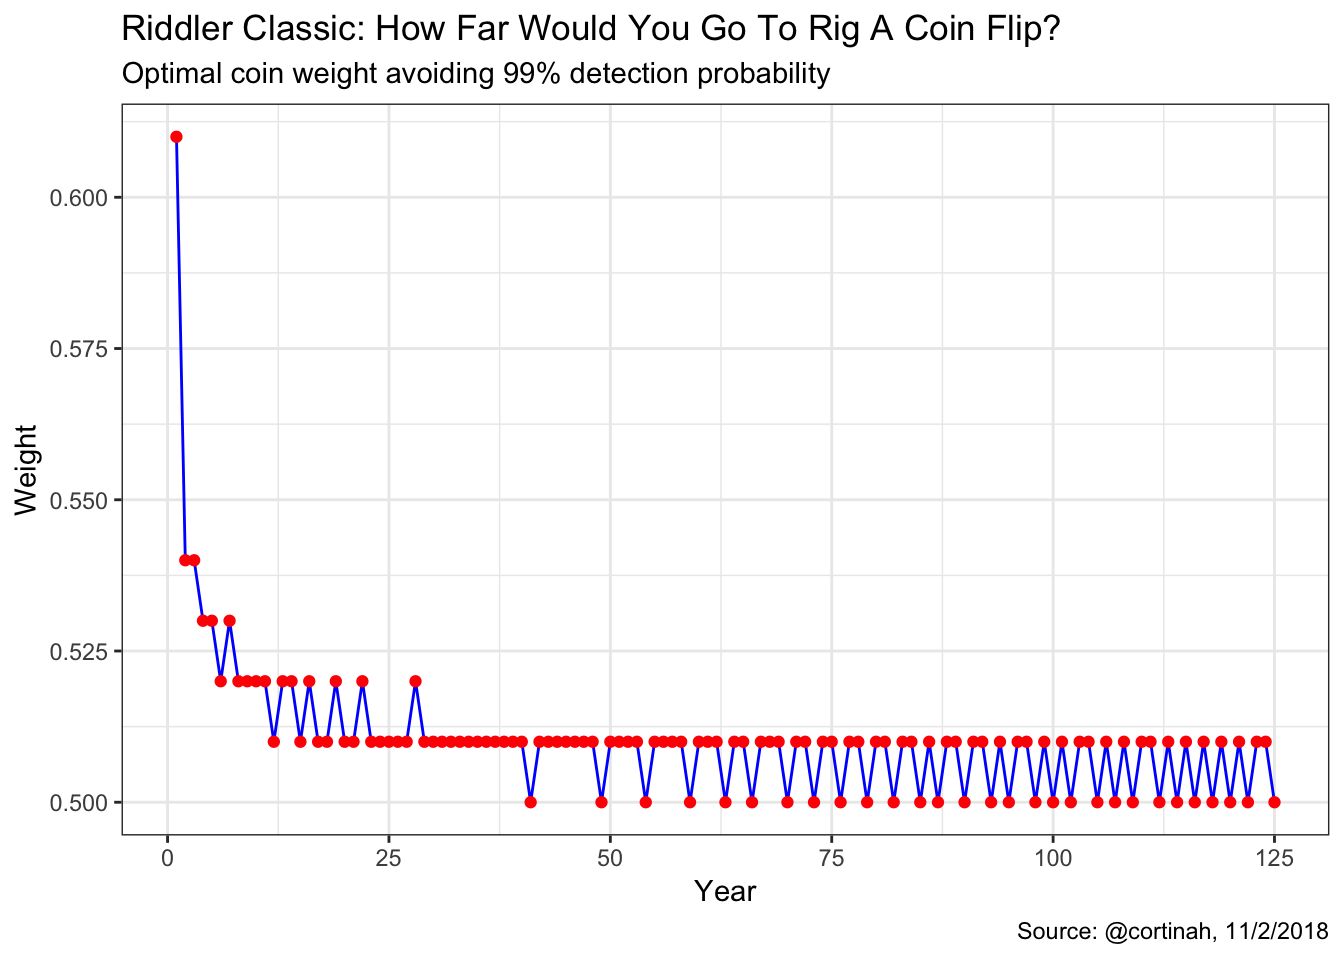 Riddler Classic: How Far Would You Go To Rig A Coin Flip?
Optimal coin weight avoiding 99% detection probability
0.600
0.575
0.550
0.525
0.500
Weight
0 25 50 75 100 125
Year
Source: @cortinah, 11/2/2018